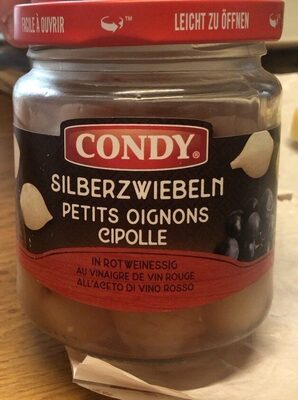 FACILE À OUVRIR
LEICHT ZU ÖFFNEN
CONDY®
SILBERZWIEBELN
PETITS OIGNONS
CIPOLLE
IN ROTWEINESSIG
AU VINAIGRE DE VIN ROUGE
ALL'ACETO DI VINO ROSSO